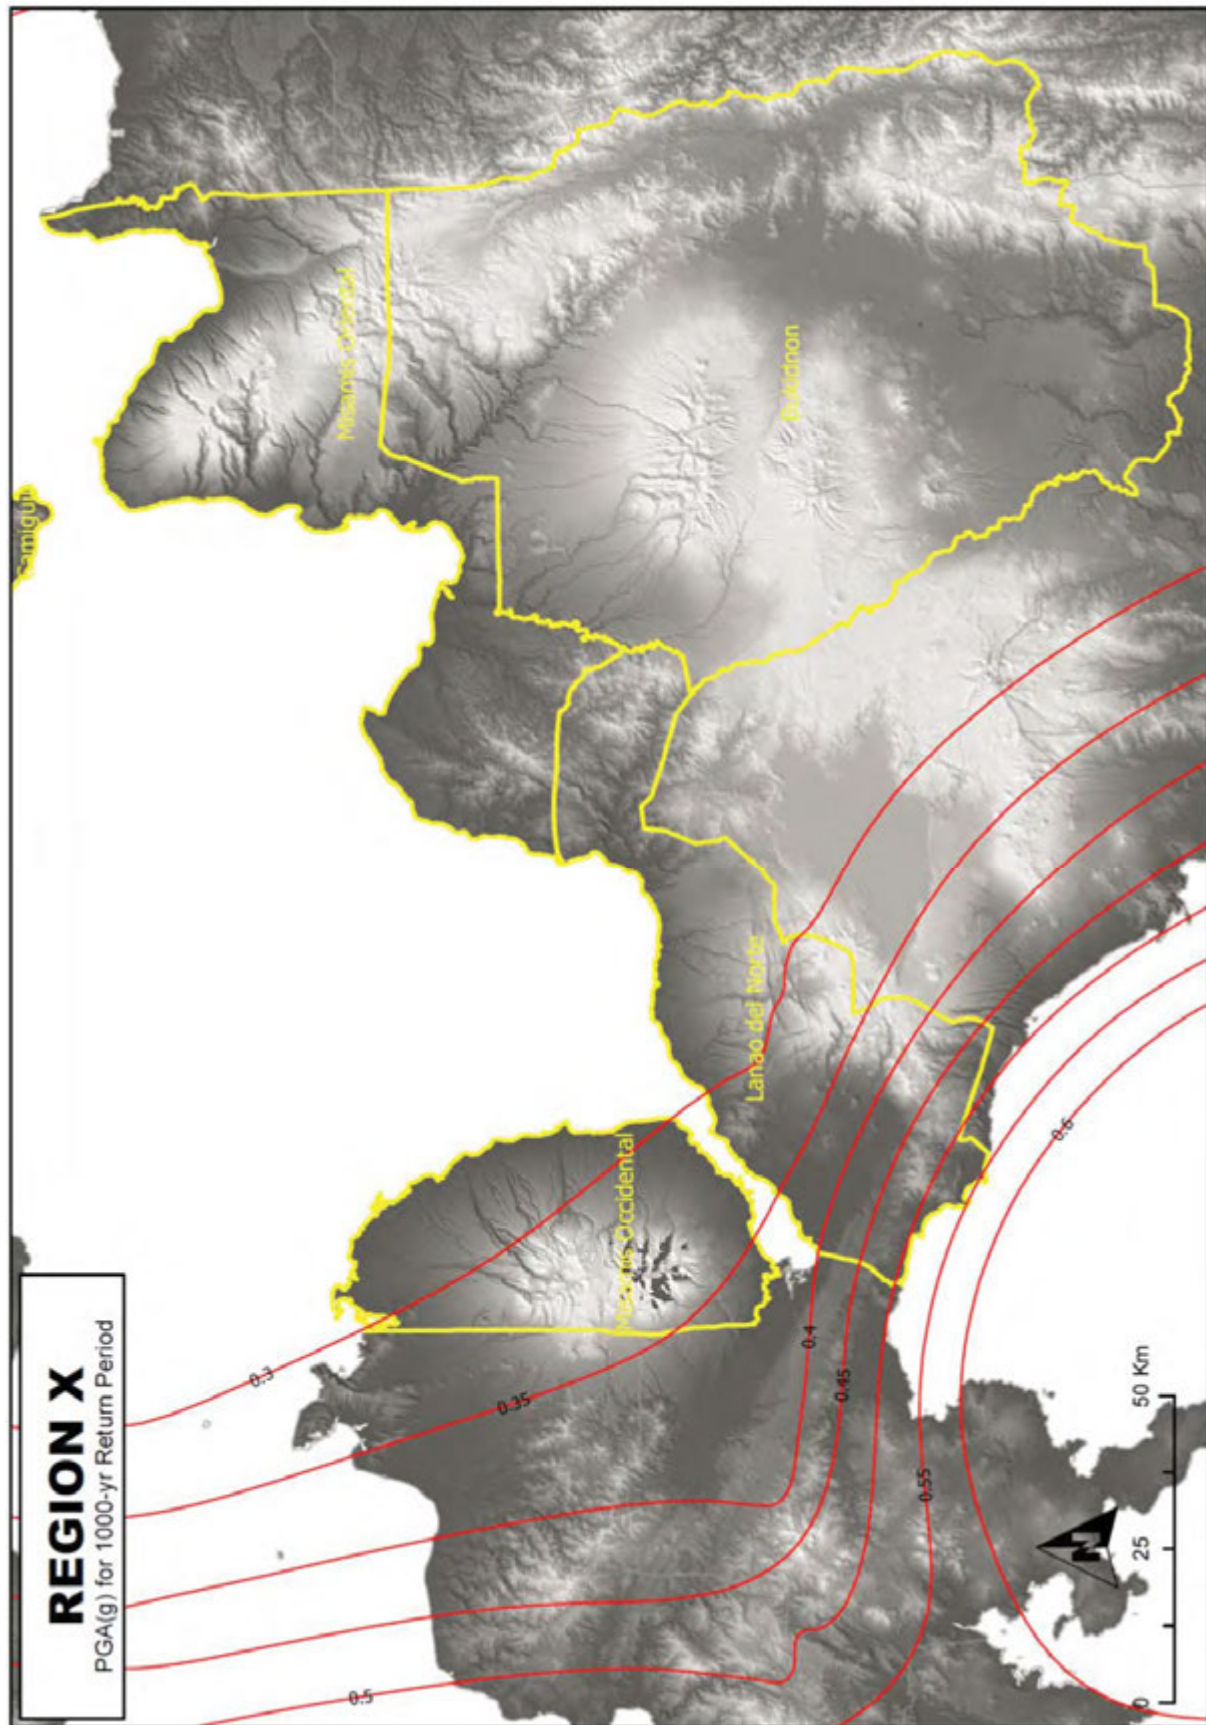 REGION X
PGA(g) for 1000-yr Return Period
Camiguin
Misamis Oriental
Bukidnon
Lanao del Norte
Misamis Occidental
0.3
0.35
0.4
0.45
0.5
0.55
0.6
N
0 25 50 Km